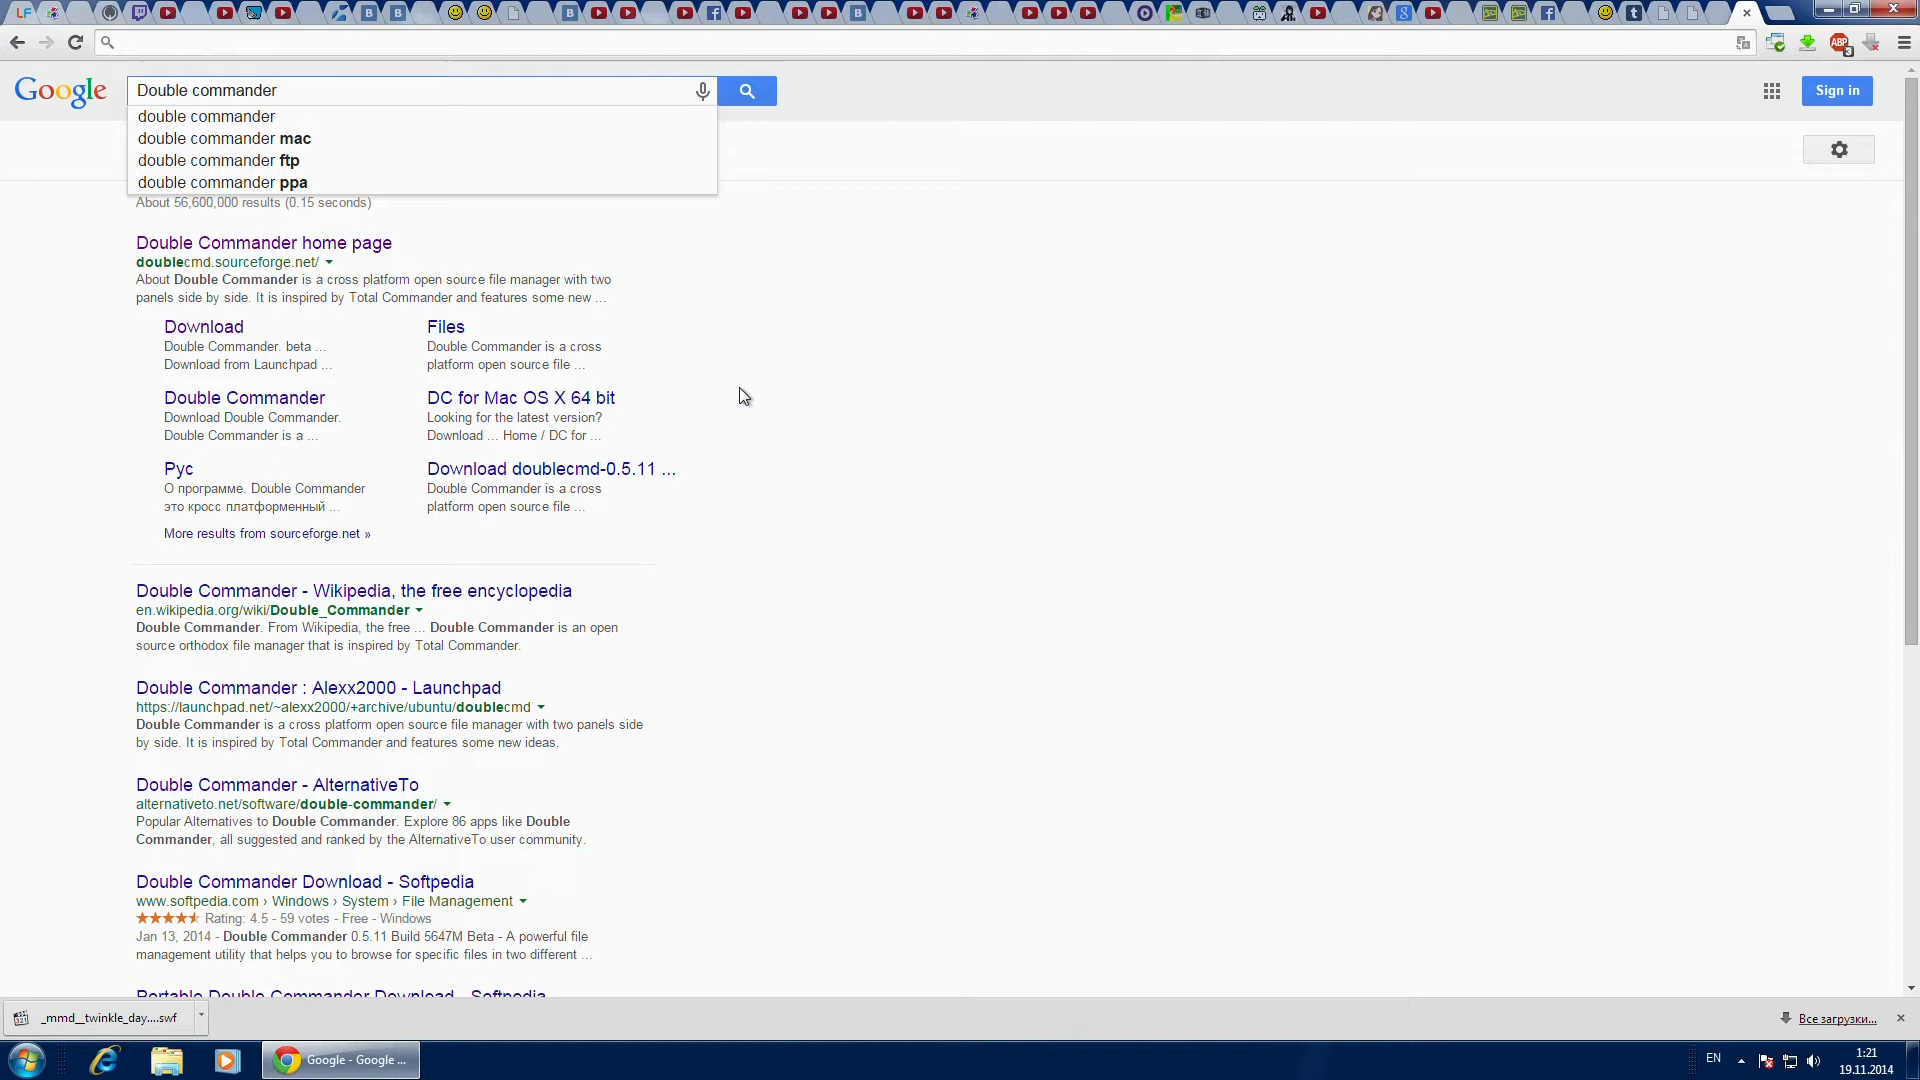 Google
Double commander
Sign in
double commander
double commander mac
double commander ftp
double commander ppa
About 56,600,000 results (0.15 seconds)
Double Commander home page
doublecmd.sourceforge.net/
About Double Commander is a cross platform open source file manager with two
panels side by side. It is inspired by Total Commander and features some new ...
Download
Double Commander. beta ...
Download from Launchpad ...
Files
Double Commander is a cross
platform open source file ...
Double Commander
Download Double Commander.
Double Commander is a ...
DC for Mac OS X 64 bit
Looking for the latest version?
Download ... Home / DC for ...
Рус
О программе. Double Commander
это кросс платформенный ...
Download doublecmd-0.5.11 ...
Double Commander is a cross
platform open source file ...
More results from sourceforge.net »
Double Commander - Wikipedia, the free encyclopedia
en.wikipedia.org/wiki/Double_Commander
Double Commander. From Wikipedia, the free ... Double Commander is an open
source orthodox file manager that is inspired by Total Commander.
Double Commander : Alexx2000 - Launchpad
https://launchpad.net/~alexx2000/+archive/ubuntu/doublecmd
Double Commander is a cross platform open source file manager with two panels side
by side. It is inspired by Total Commander and features some new ideas.
Double Commander - AlternativeTo
alternativeto.net/software/double-commander/
Popular Alternatives to Double Commander. Explore 86 apps like Double
Commander, all suggested and ranked by the AlternativeTo user community.
Double Commander Download - Softpedia
www.softpedia.com › Windows › System › File Management
Rating: 4.5 - 59 votes - Free - Windows
Jan 13, 2014 - Double Commander 0.5.11 Build 5647M Beta - A powerful file
management utility that helps you to browse for specific files in two different ...
Portable Double Commander Download - Softpedia
_mmd__twinkle_day....swf
Все загрузки...
Google - Google ...
EN
1:21
19.11.2014